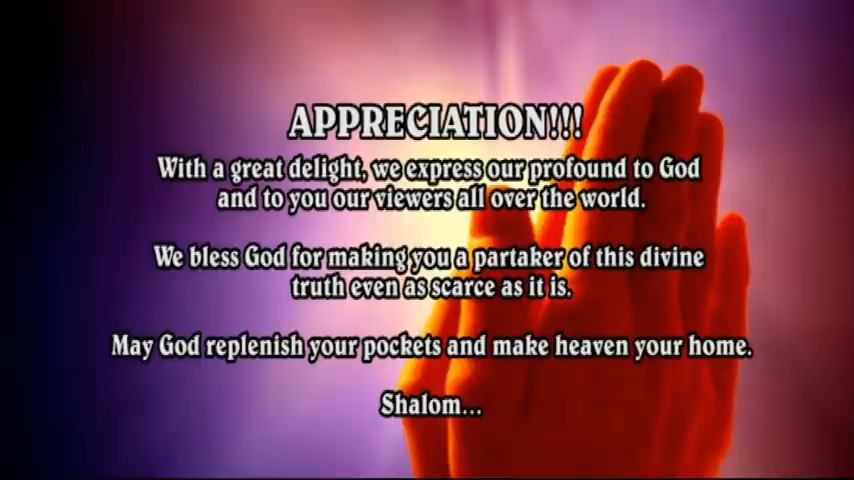 APPRECIATION!!!
With a great delight, we express our profound to God
and to you our viewers all over the world.
We bless God for making you a partaker of this divine
truth even as scarce as it is.
May God replenish your pockets and make heaven your home.
Shalom...